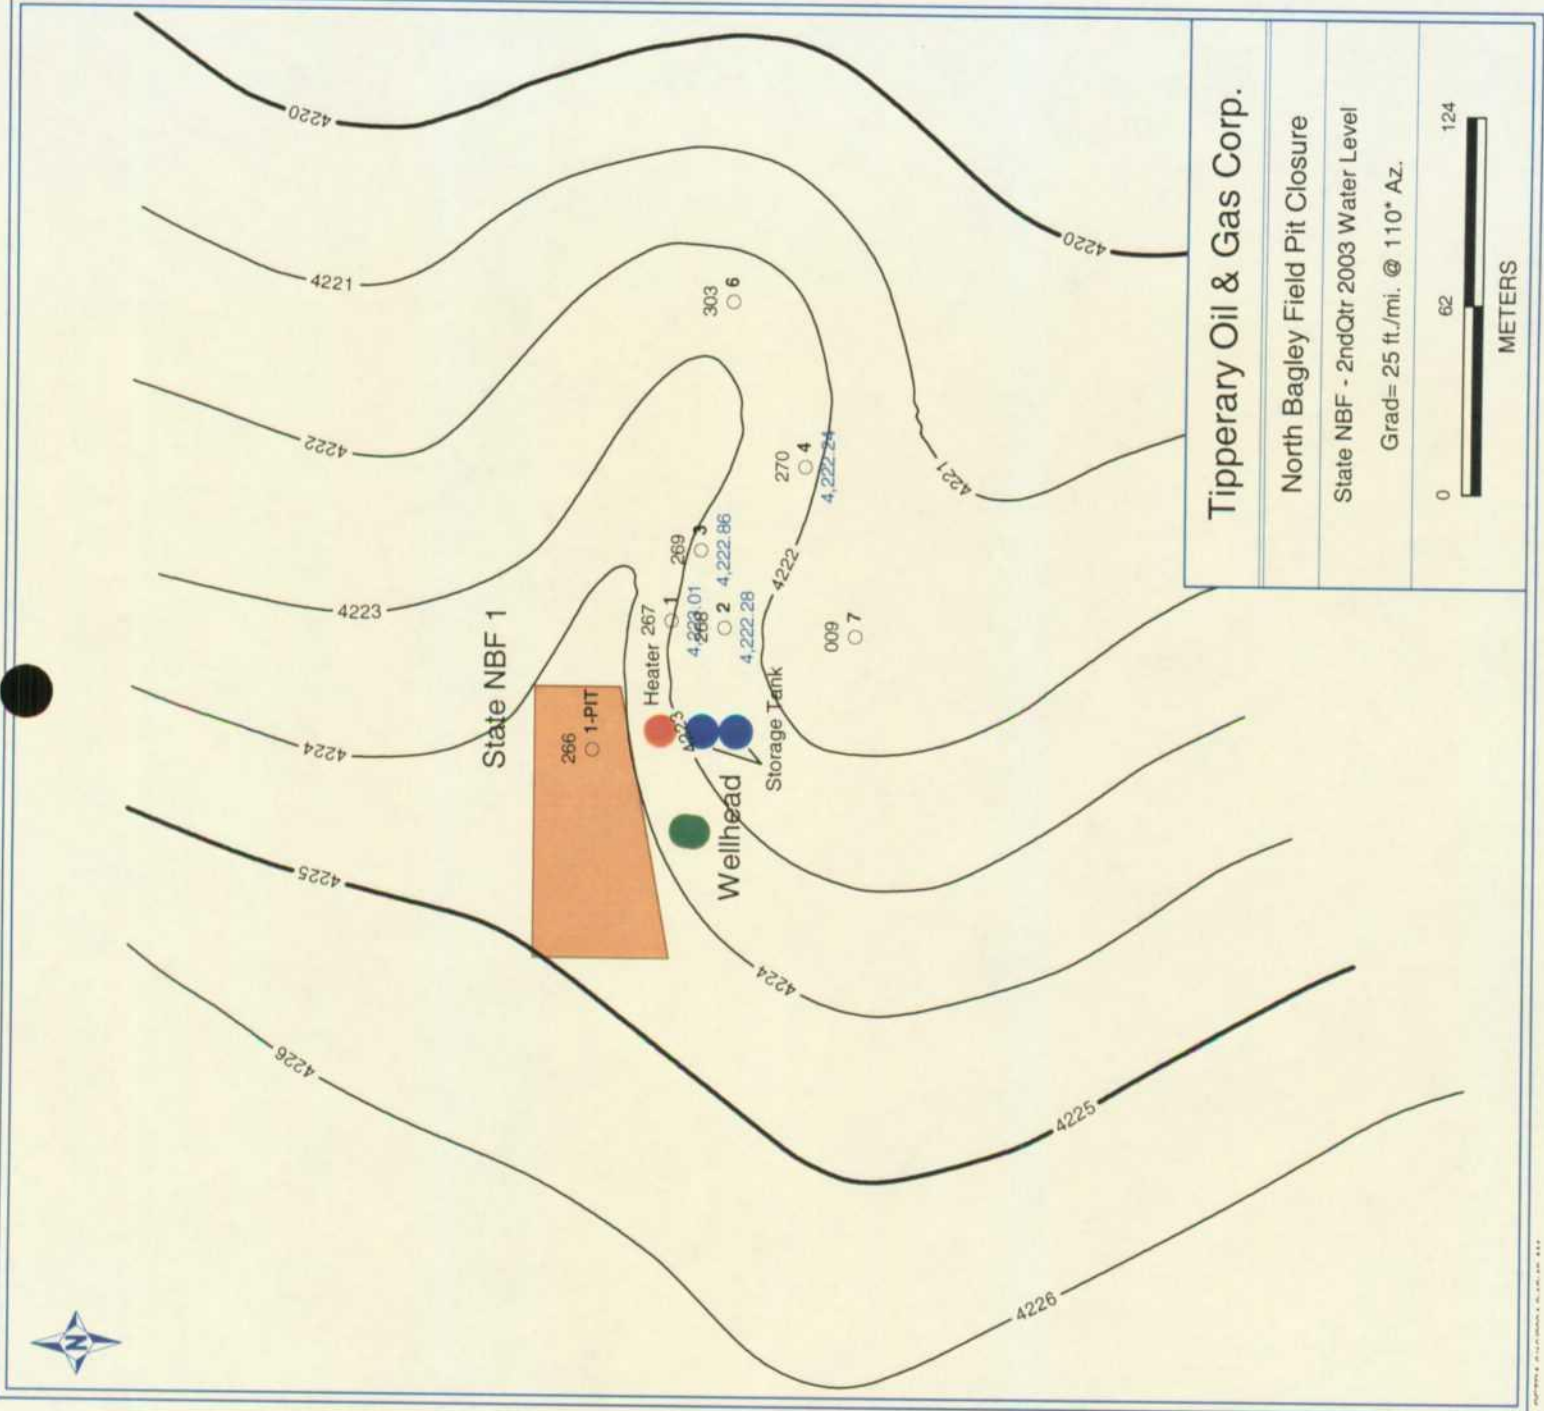 N
4226
4226
4225
4225
4224
4224
4223
4223
4222
4222
4221
4221
4220
4220
State NBF 1
266
1-PIT
Heater
267
1
4,223.01
268
2
4,222.28
269
3
4,222.86
270
4
4,222.24
303
6
009
7
Wellhead
Storage Tank
Tipperary Oil & Gas Corp.
North Bagley Field Pit Closure
State NBF - 2ndQtr 2003 Water Level
Grad= 25 ft./mi. @ 110° Az.
0 62 124
METERS